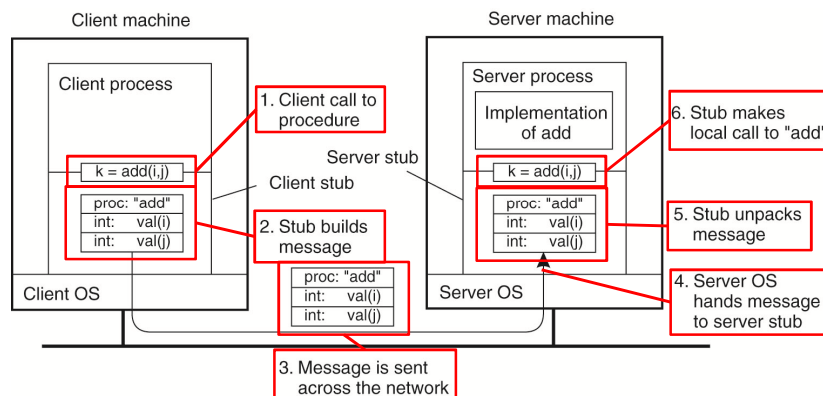 Client machine
Server machine
Client process
1. Client call to
procedure
Server process
Implementation
of add
6. Stub makes
local call to "add"
Server stub
k = add(i,j)
k = add(i,j)
Client stub
proc: "add"
int: val(i)
int: val(j)
2. Stub builds
message
proc: "add"
int: val(i)
int: val(j)
5. Stub unpacks
message
proc: "add"
int: val(i)
int: val(j)
4. Server OS
hands message
to server stub
Client OS
Server OS
3. Message is sent
across the network